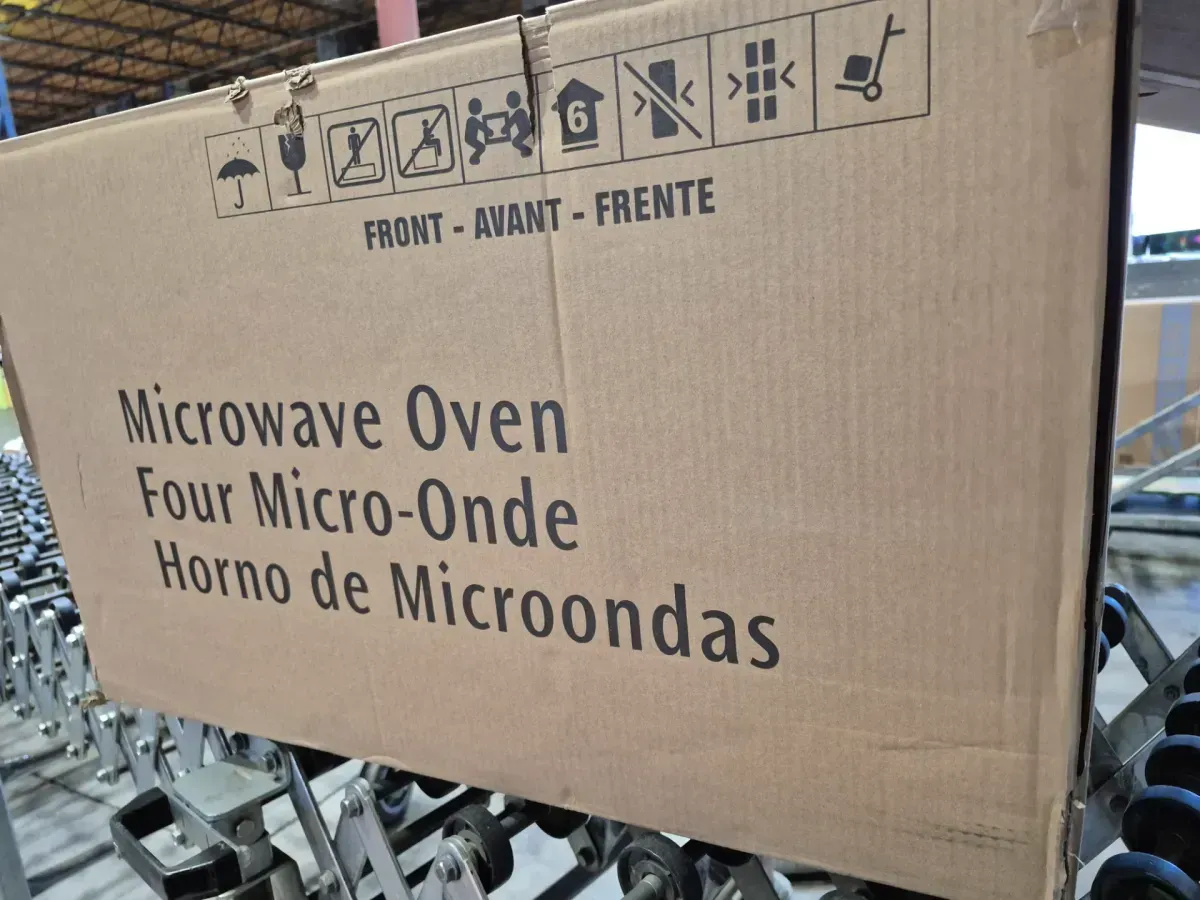 6
FRONT - AVANT - FRENTE
Microwave Oven
Four Micro-Onde
Horno de Microondas